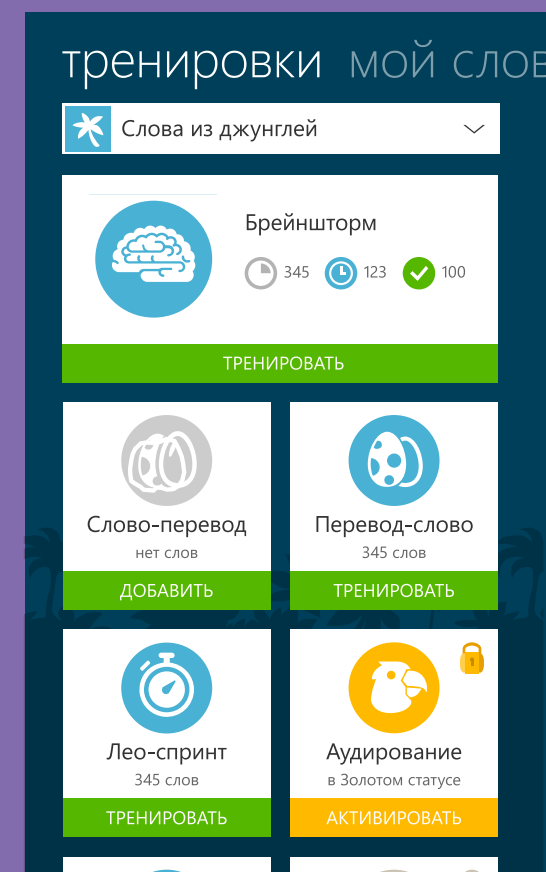 тренировки мой слов
Слова из джунглей
Брейншторм
345 123 100
ТРЕНИРОВАТЬ
Слово-перевод
нет слов
ДОБАВИТЬ
Перевод-слово
345 слов
ТРЕНИРОВАТЬ
Лео-спринт
345 слов
ТРЕНИРОВАТЬ
1
Аудирование
в Золотом статусе
АКТИВИРОВАТЬ